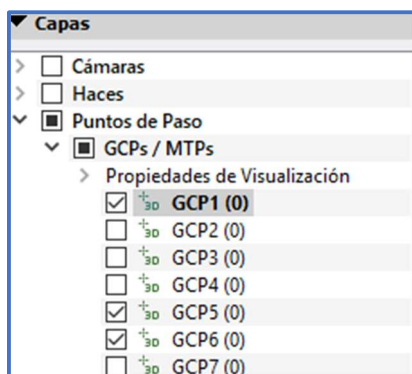 Capas
Cámaras
Haces
Puntos de Paso
GCPs / MTPs
Propiedades de Visualización
3D GCP1 (0)
3D GCP2 (0)
3D GCP3 (0)
3D GCP4 (0)
3D GCP5 (0)
3D GCP6 (0)
3D GCP7 (0)